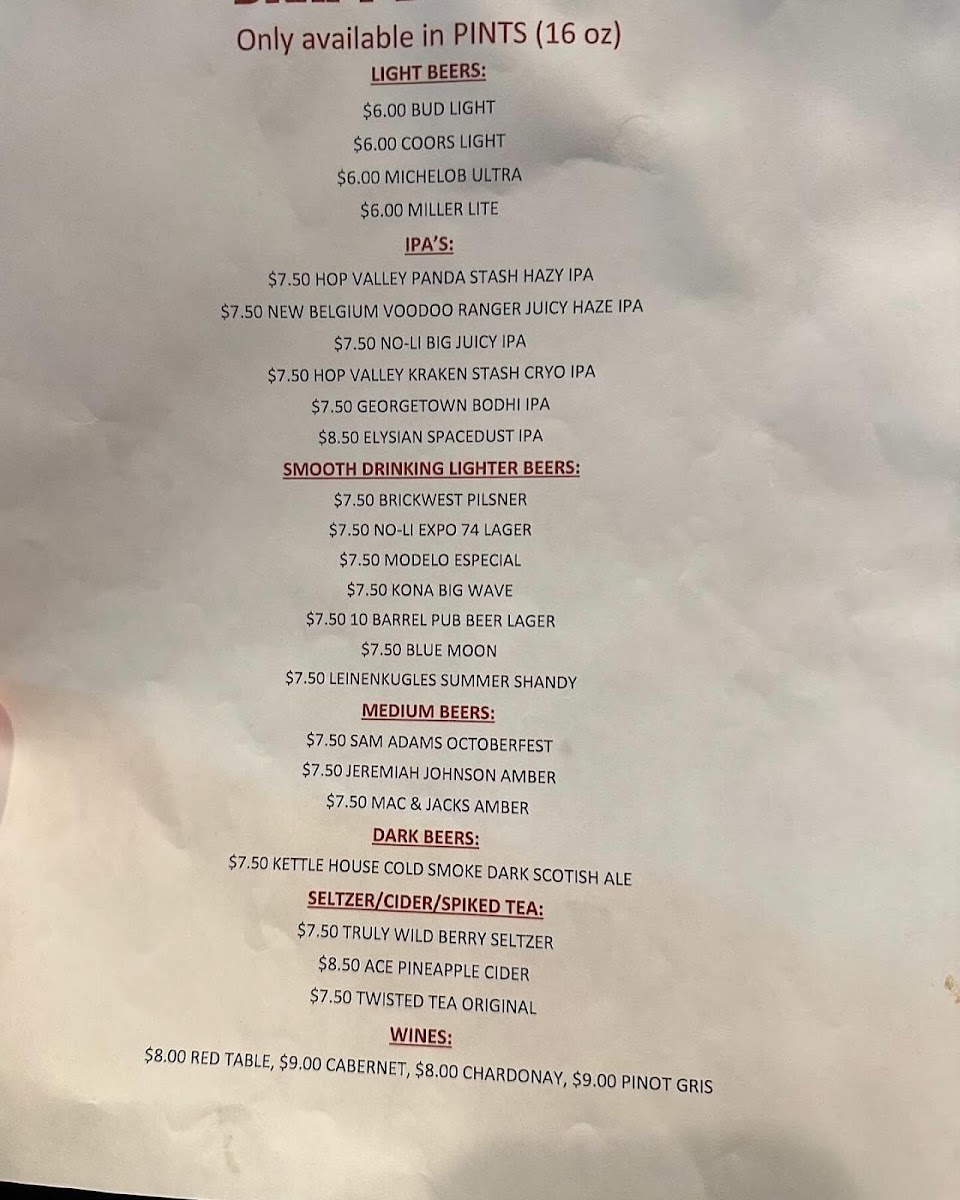 Only available in PINTS (16 oz)
LIGHT BEERS:
$6.00 BUD LIGHT
$6.00 COORS LIGHT
$6.00 MICHELOB ULTRA
$6.00 MILLER LITE
IPA'S:
$7.50 HOP VALLEY PANDA STASH HAZY IPA
$7.50 NEW BELGIUM VOODOO RANGER JUICY HAZE IPA
$7.50 NO-LI BIG JUICY IPA
$7.50 HOP VALLEY KRAKEN STASH CRYO IPA
$7.50 GEORGETOWN BODHI IPA
$8.50 ELYSIAN SPACEDUST IPA
SMOOTH DRINKING LIGHTER BEERS:
$7.50 BRICKWEST PILSNER
$7.50 NO-LI EXPO 74 LAGER
$7.50 MODELO ESPECIAL
$7.50 KONA BIG WAVE
$7.50 10 BARREL PUB BEER LAGER
$7.50 BLUE MOON
$7.50 LEINENKUGLES SUMMER SHANDY
MEDIUM BEERS:
$7.50 SAM ADAMS OCTOBERFEST
$7.50 JEREMIAH JOHNSON AMBER
$7.50 MAC & JACKS AMBER
DARK BEERS:
$7.50 KETTLE HOUSE COLD SMOKE DARK SCOTISH ALE
SELTZER/CIDER/SPIKED TEA:
$7.50 TRULY WILD BERRY SELTZER
$8.50 ACE PINEAPPLE CIDER
$7.50 TWISTED TEA ORIGINAL
WINES:
$8.00 RED TABLE, $9.00 CABERNET, $8.00 CHARDONAY, $9.00 PINOT GRIS